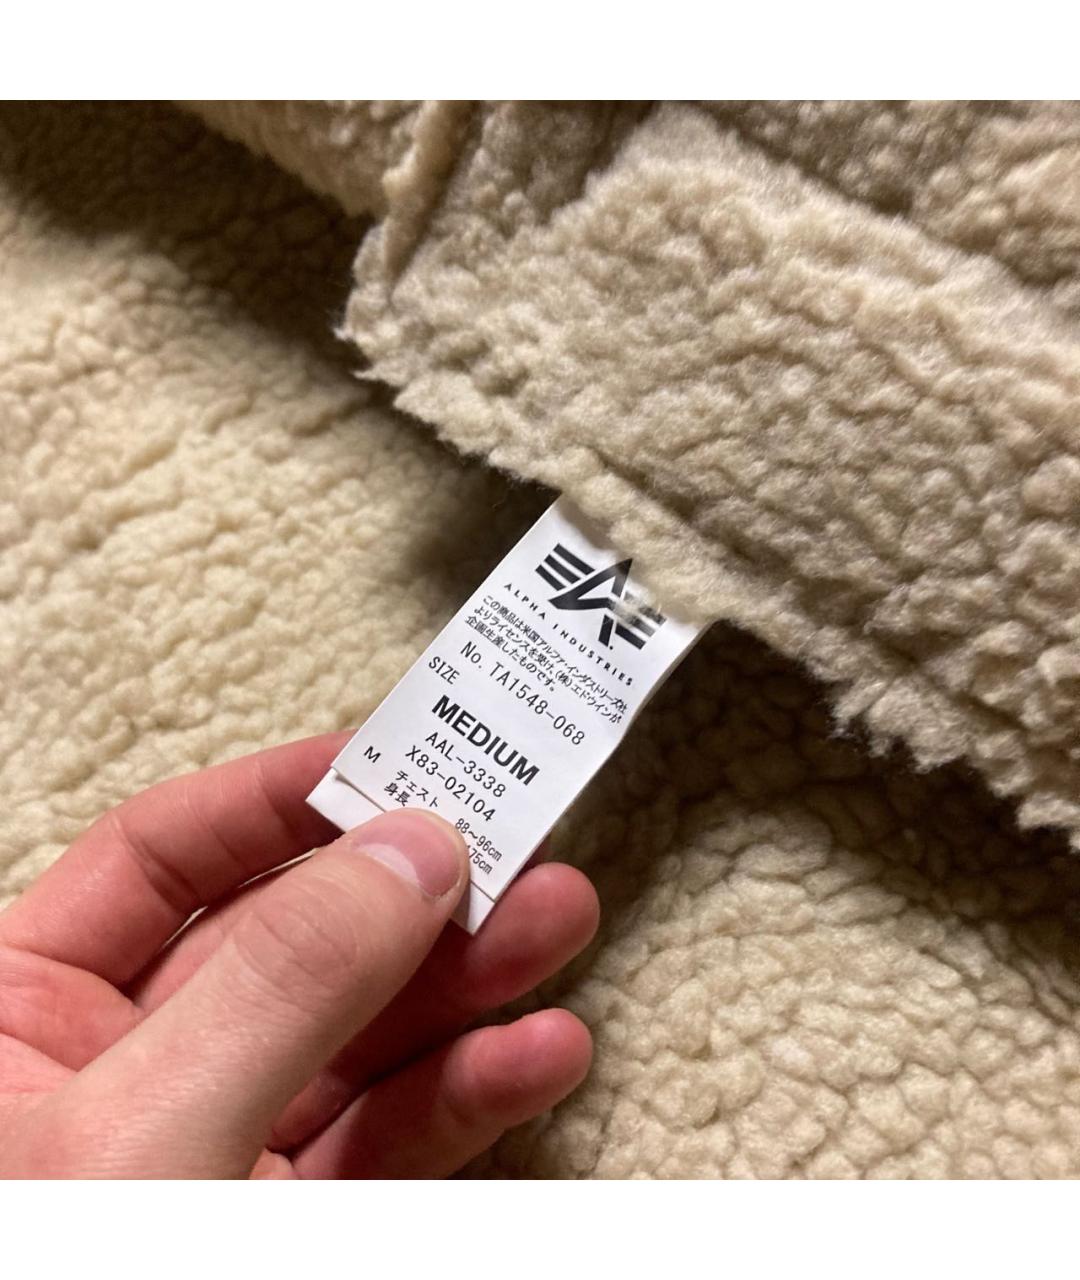 ALPHA INDUSTRIES
この商品は米国アルファ・インダストリーズ社
よりライセンスを受け、(株)エドウインが
企画生産したものです。
No. TA1548-068
SIZE
MEDIUM
AAL-3338
X83-02104
M チェスト 88～96cm
身長 175cm